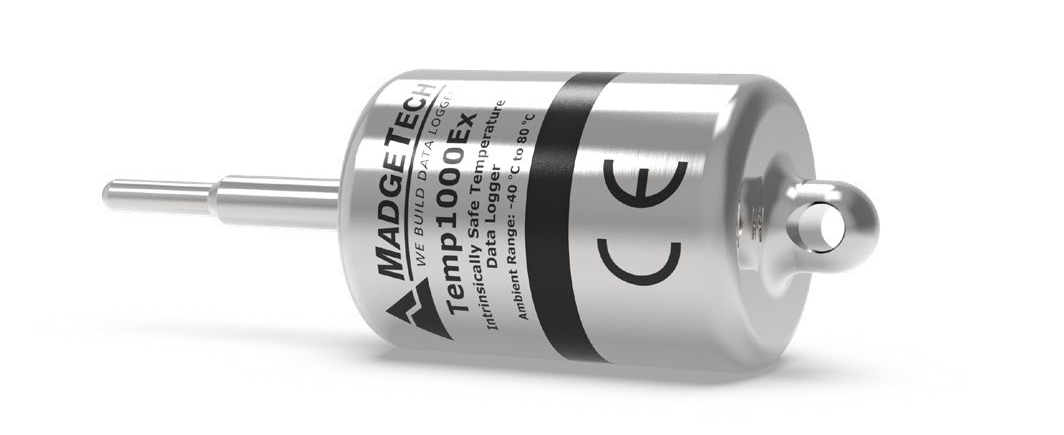 MADGETECH
WE BUILD DATA LOGGERS
Temp1000Ex
Intrinsically Safe Temperature
Data Logger
Ambient Range: -40 °C to 80 °C
CE